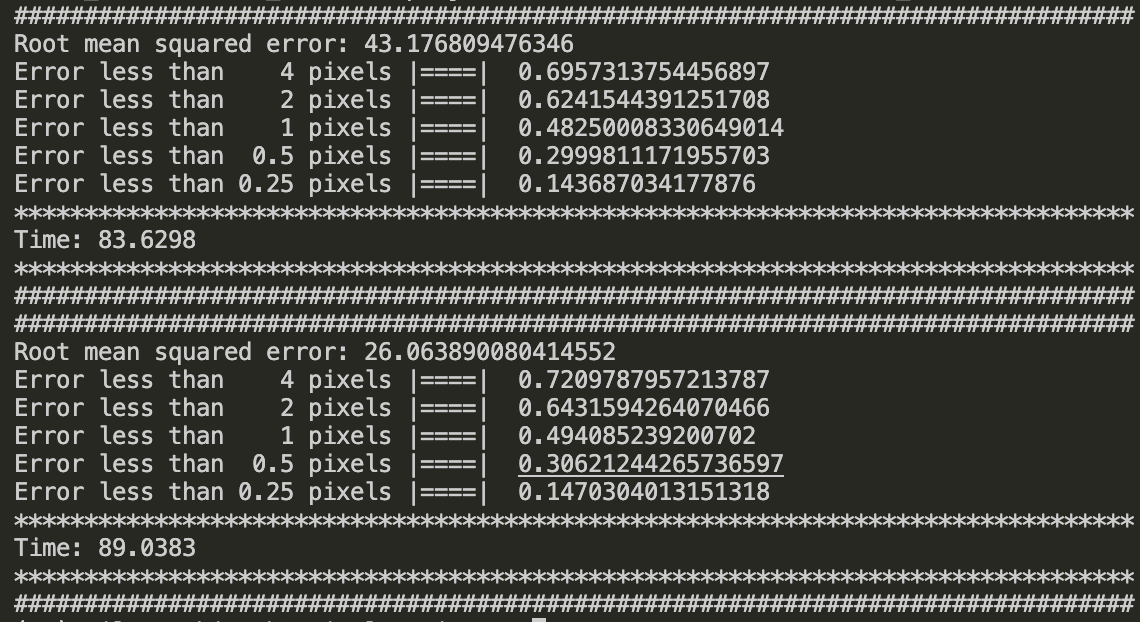 ################################################################################
Root mean squared error: 43.176809476346
Error less than    4 pixels |====|  0.6957313754456897
Error less than    2 pixels |====|  0.6241544391251708
Error less than    1 pixels |====|  0.48250008330649014
Error less than  0.5 pixels |====|  0.2999811171955703
Error less than 0.25 pixels |====|  0.143687034177876
********************************************************************************
Time: 83.6298
********************************************************************************
################################################################################
################################################################################
Root mean squared error: 26.063890080414552
Error less than    4 pixels |====|  0.7209787957213787
Error less than    2 pixels |====|  0.6431594264070466
Error less than    1 pixels |====|  0.494085239200702
Error less than  0.5 pixels |====|  0.30621244265736597
Error less than 0.25 pixels |====|  0.1470304013151318
********************************************************************************
Time: 89.0383
********************************************************************************
################################################################################